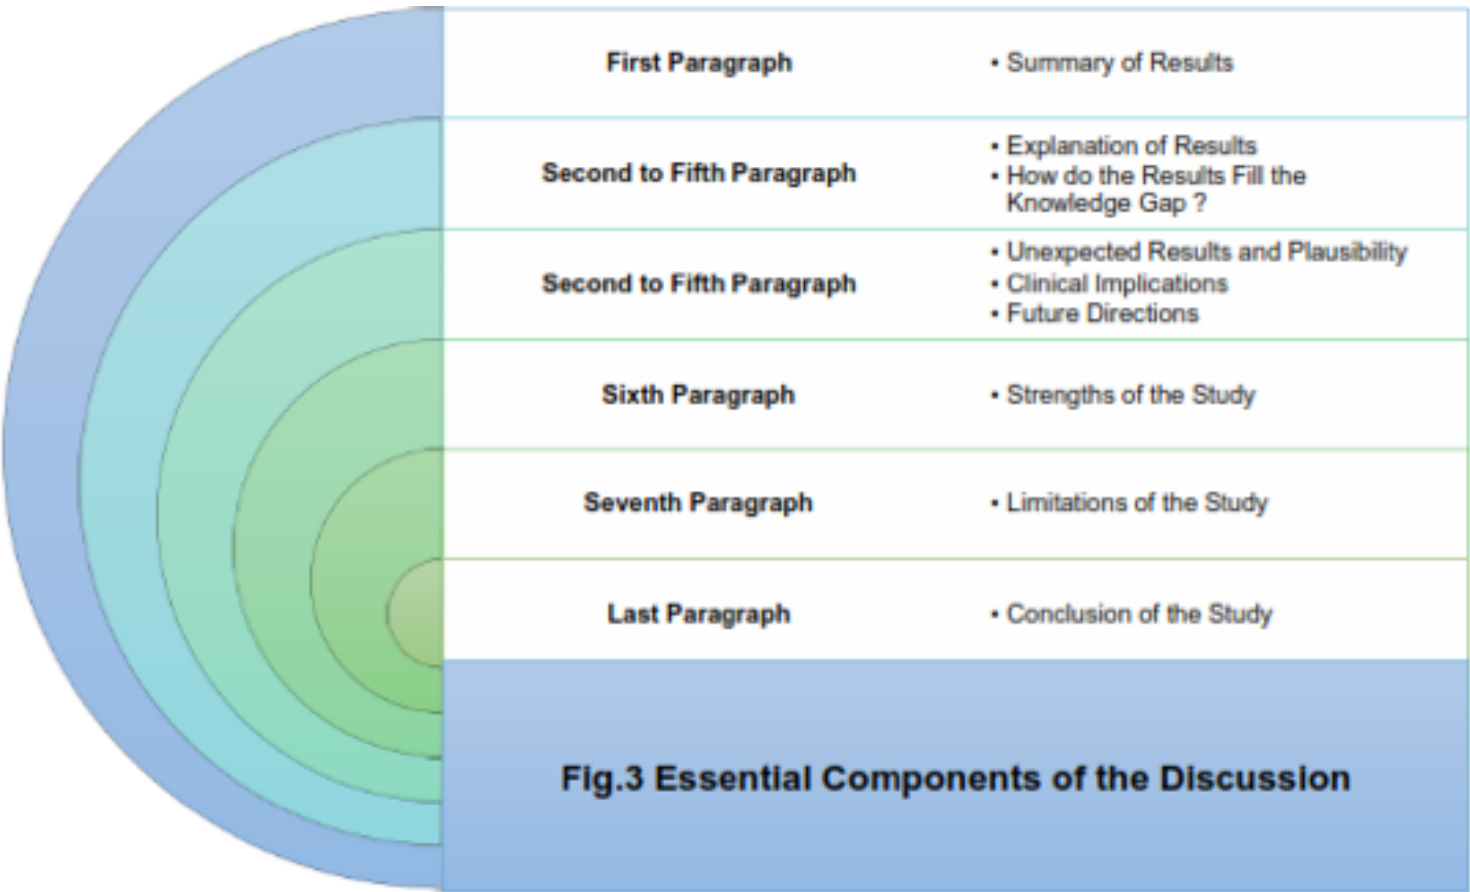 First Paragraph
• Summary of Results
Second to Fifth Paragraph
• Explanation of Results
• How do the Results Fill the
Knowledge Gap ?
Second to Fifth Paragraph
• Unexpected Results and Plausibility
• Clinical Implications
• Future Directions
Sixth Paragraph
• Strengths of the Study
Seventh Paragraph
• Limitations of the Study
Last Paragraph
• Conclusion of the Study
Fig.3 Essential Components of the Discussion